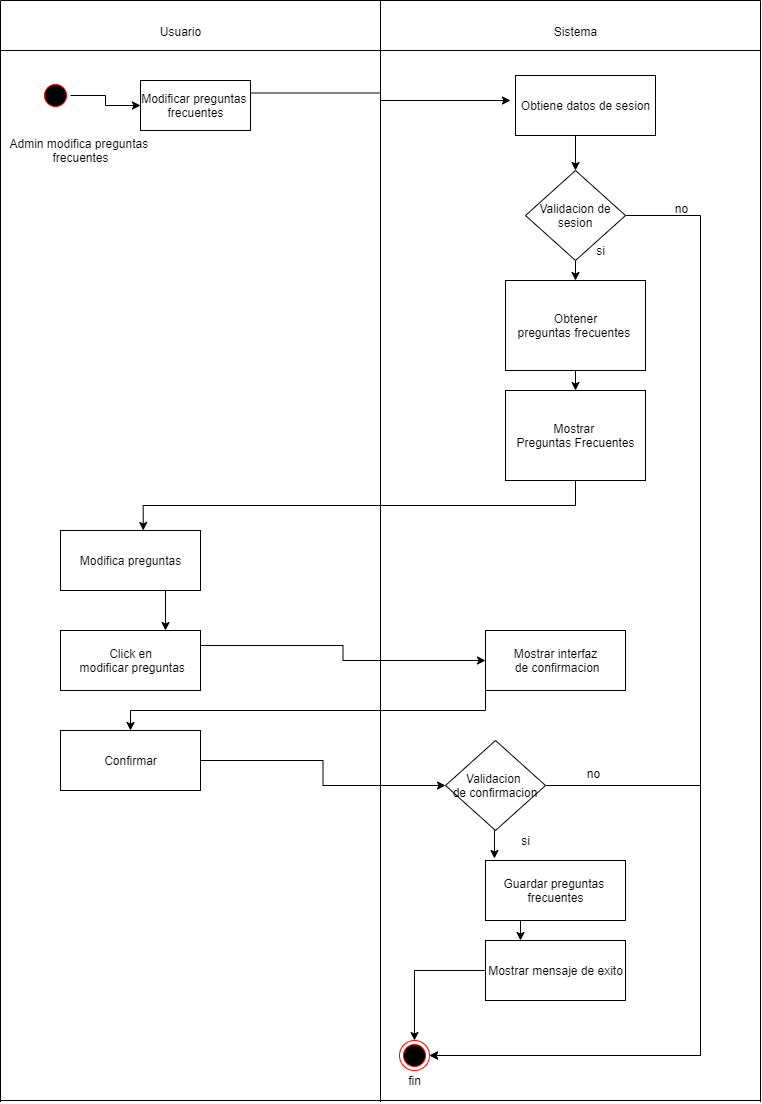 Usuario
Sistema
Modificar preguntas
frecuentes
Obtiene datos de sesion
Admin modifica preguntas
frecuentes
Validacion de
sesion
no
si
Obtener
preguntas frecuentes
Mostrar
Preguntas Frecuentes
Modifica preguntas
Click en
modificar preguntas
Mostrar interfaz
de confirmacion
Confirmar
Validacion
de confirmacion
no
si
Guardar preguntas
frecuentes
Mostrar mensaje de exito
fin